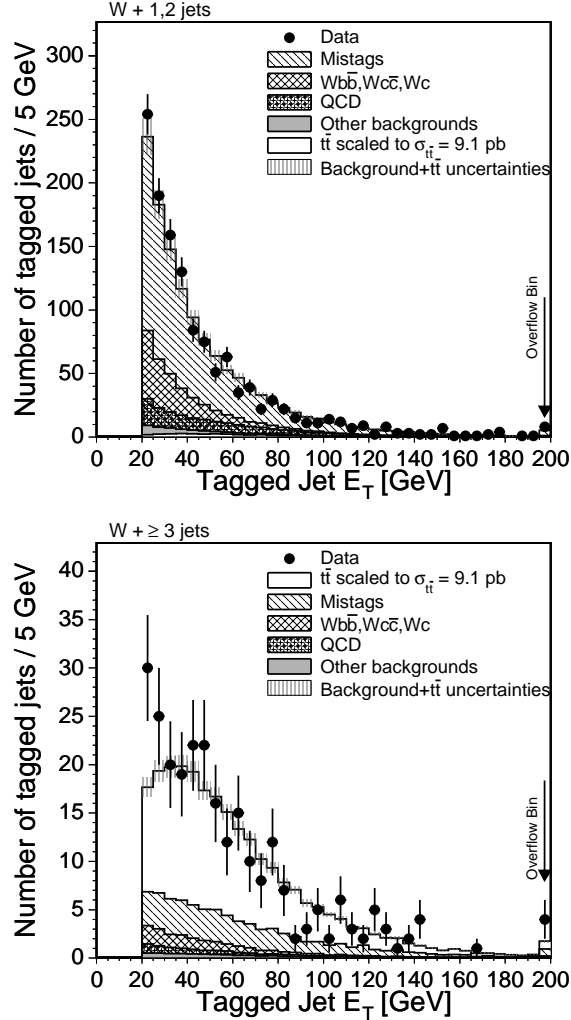 W + 1,2 jets
Number of tagged jets / 5 GeV
300
250
200
150
100
50
0
Data
Mistags
Wbb̄,Wcc̄,Wc
QCD
Other backgrounds
tt̄ scaled to σtt̄ = 9.1 pb
Background+tt̄ uncertainties
Overflow Bin
0 20 40 60 80 100 120 140 160 180 200
Tagged Jet E_T [GeV]
W + ≥ 3 jets
Number of tagged jets / 5 GeV
40
35
30
25
20
15
10
5
0
Data
tt̄ scaled to σtt̄ = 9.1 pb
Mistags
Wbb̄,Wcc̄,Wc
QCD
Other backgrounds
Background+tt̄ uncertainties
Overflow Bin
0 20 40 60 80 100 120 140 160 180 200
Tagged Jet E_T [GeV]